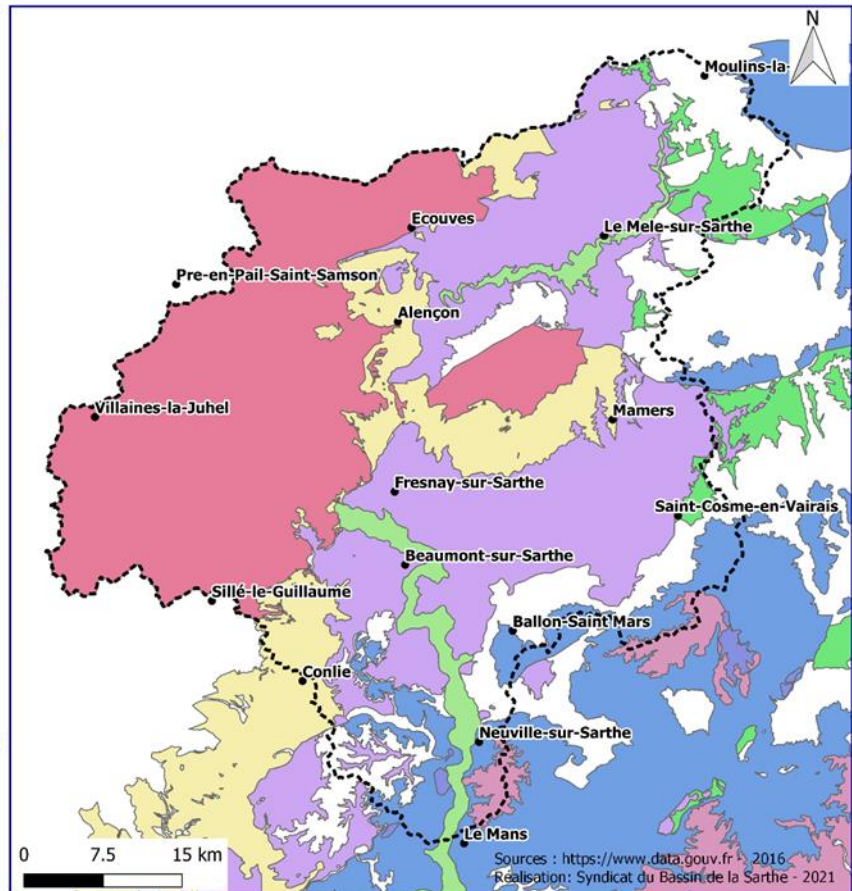 N
Moulins-la-
Ecouves
Le Mele-sur-Sarthe
Pre-en-Pail-Saint-Samson
Alençon
Villaines-la-Juhel
Mamers
Fresnay-sur-Sarthe
Saint-Cosme-en-Vairais
Beaumont-sur-Sarthe
Sillé-le-Guillaume
Ballon-Saint Mars
Conlie
Neuville-sur-Sarthe
Le Mans
0 7.5 15 km
Sources : https://www.data.gouv.fr - 2016
Réalisation: Syndicat du Bassin de la Sarthe - 2021